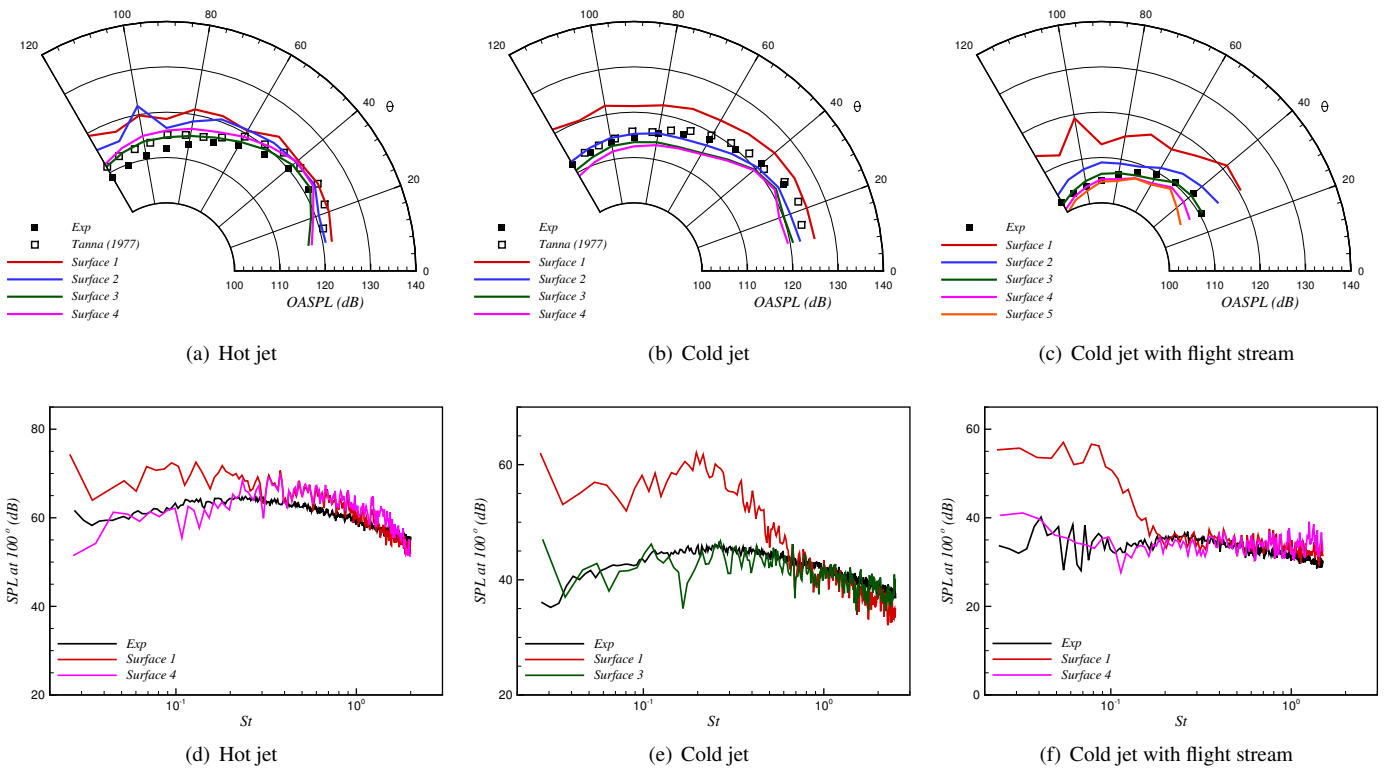 120
100
80
60
40
θ
20
0
100 110 120 130 140
OASPL (dB)
Exp
Tanna (1977)
Surface 1
Surface 2
Surface 3
Surface 4
(a) Hot jet
120
100
80
60
40
θ
20
0
100 110 120 130 140
OASPL (dB)
Exp
Tanna (1977)
Surface 1
Surface 2
Surface 3
Surface 4
(b) Cold jet
120
100
80
60
40
θ
20
0
100 110 120 130 140
OASPL (dB)
Exp
Surface 1
Surface 2
Surface 3
Surface 4
Surface 5
(c) Cold jet with flight stream
SPL at 100° (dB)
80
60
40
20
Exp
Surface 1
Surface 4
10⁻¹ 10⁰
St
(d) Hot jet
SPL at 100° (dB)
60
40
20
Exp
Surface 1
Surface 3
10⁻¹ 10⁰
St
(e) Cold jet
SPL at 100° (dB)
60
40
20
0
Exp
Surface 1
Surface 4
10⁻¹ 10⁰
St
(f) Cold jet with flight stream